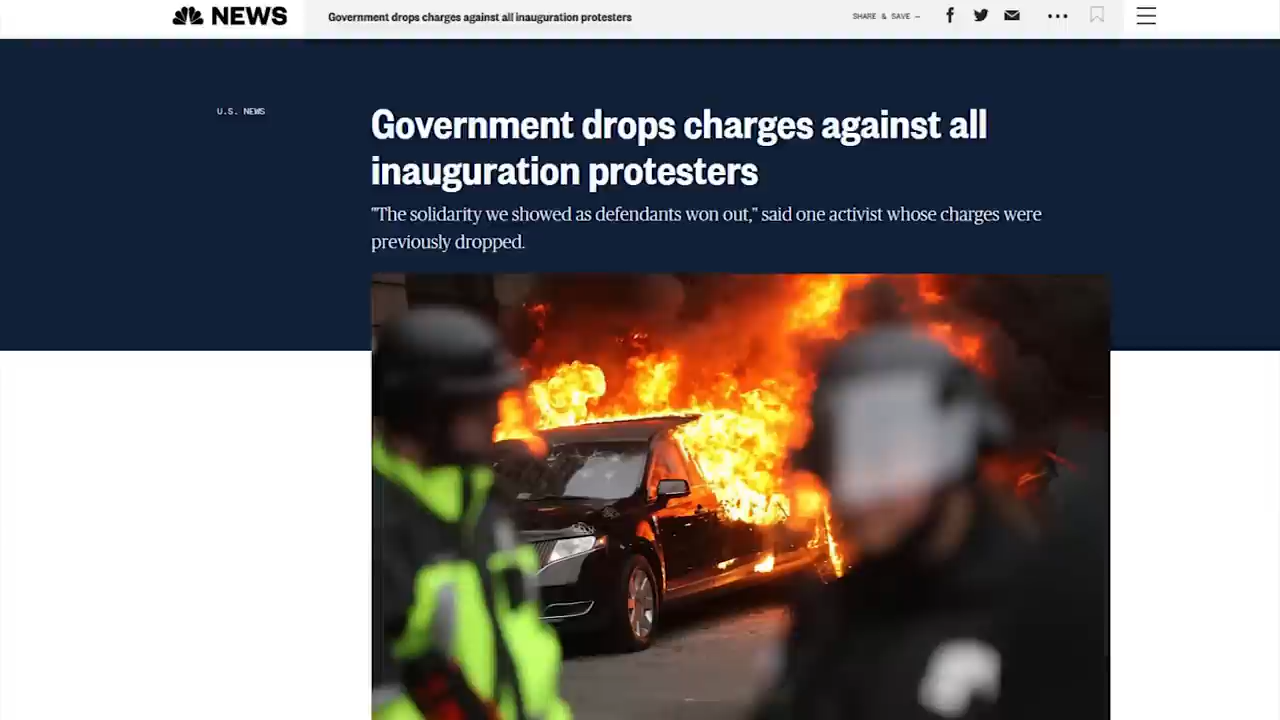 NEWS
Government drops charges against all inauguration protesters
SHARE & SAVE —
U.S. NEWS
Government drops charges against all
inauguration protesters
"The solidarity we showed as defendants won out," said one activist whose charges were
previously dropped.